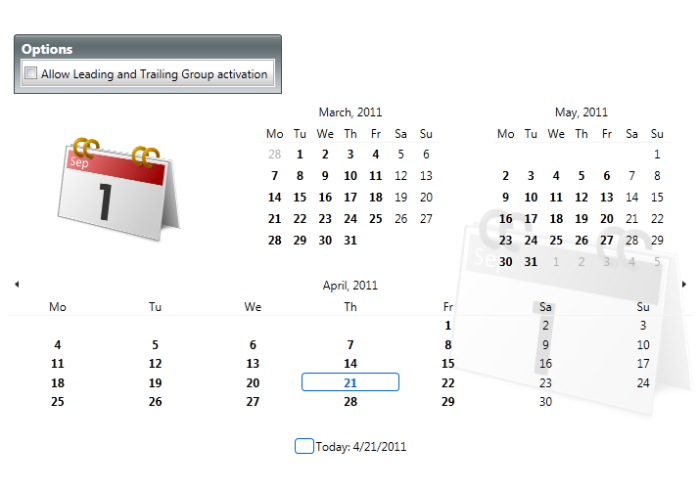 Options
Allow Leading and Trailing Group activation
Sep
1
March, 2011
Mo Tu We Th Fr Sa Su
28 1 2 3 4 5 6
7 8 9 10 11 12 13
14 15 16 17 18 19 20
21 22 23 24 25 26 27
28 29 30 31
May, 2011
Mo Tu We Th Fr Sa Su
1
2 3 4 5 6 7 8
9 10 11 12 13 14 15
16 17 18 19 20 21 22
23 24 25 26 27 28 29
30 31 1 2 3 4 5
Sep
1
April, 2011
Mo Tu We Th Fr Sa Su
1 2 3
4 5 6 7 8 9 10
11 12 13 14 15 16 17
18 19 20 21 22 23 24
25 26 27 28 29 30
Today: 4/21/2011